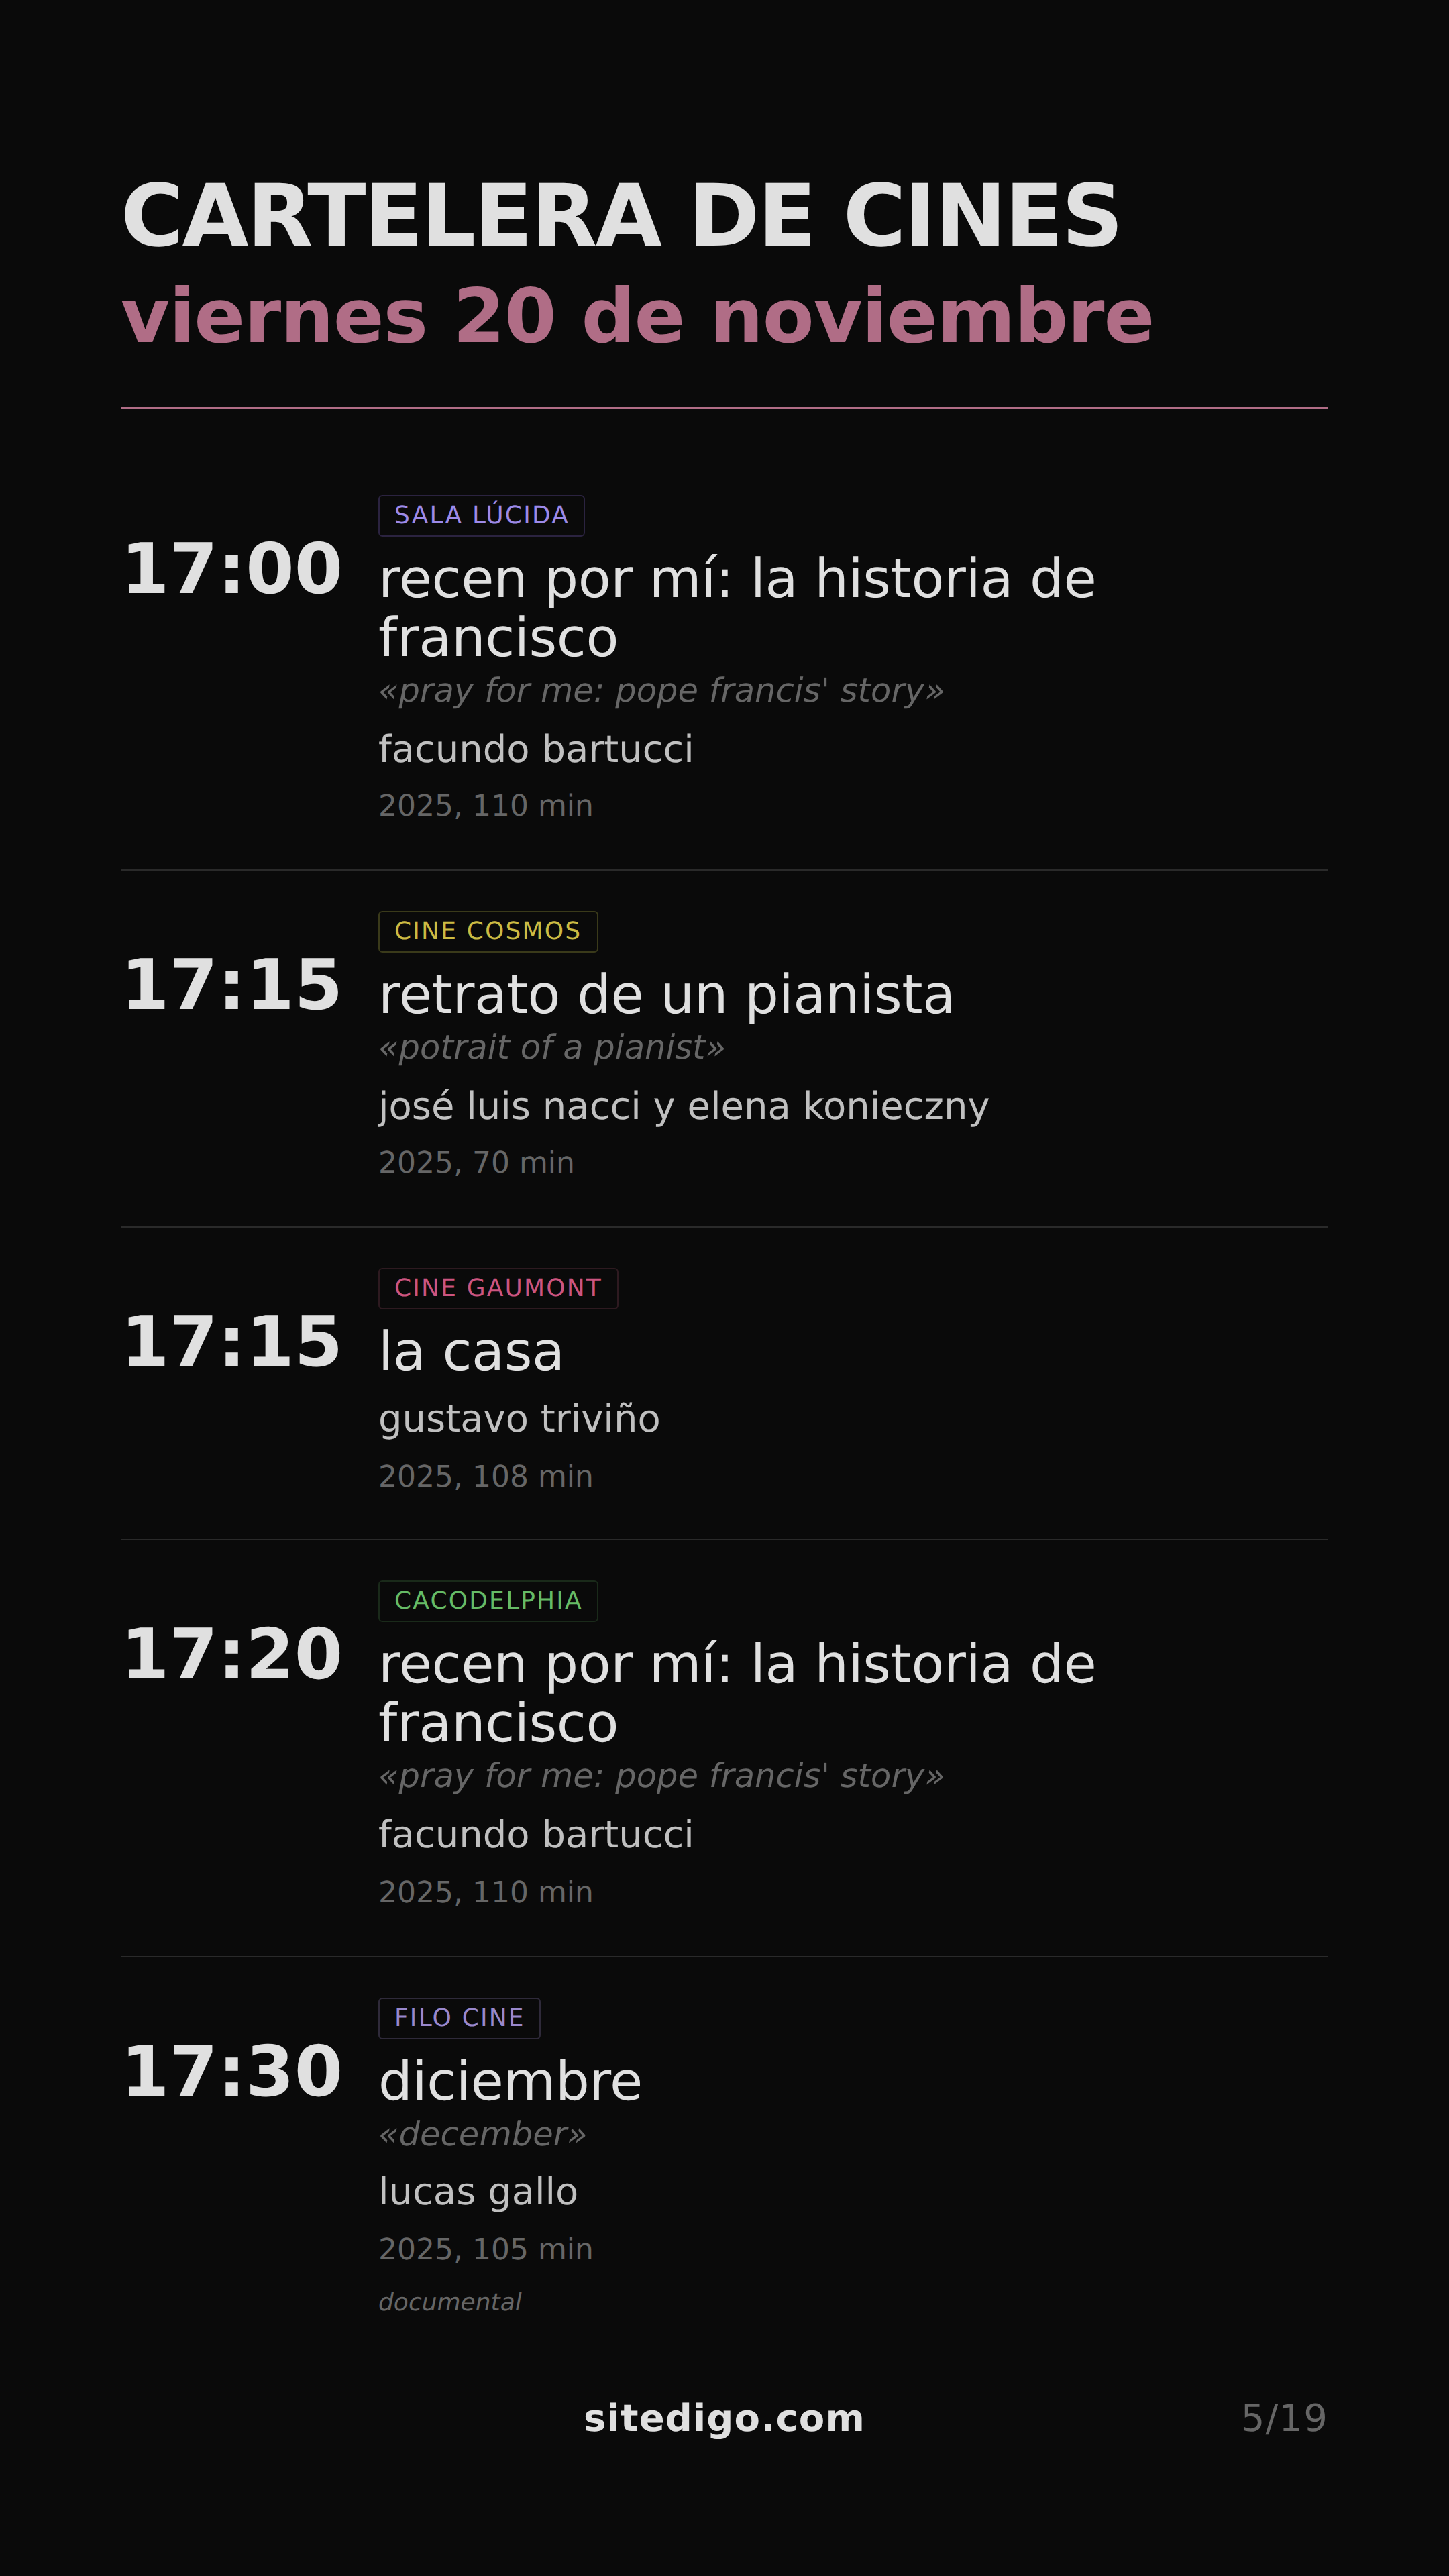 CARTELERA DE CINES
viernes 20 de noviembre
SALA LÚCIDA
17:00
recen por mí: la historia de
francisco
«pray for me: pope francis' story»
facundo bartucci
2025, 110 min
CINE COSMOS
17:15
retrato de un pianista
«potrait of a pianist»
josé luis nacci y elena konieczny
2025, 70 min
CINE GAUMONT
17:15
la casa
gustavo triviño
2025, 108 min
CACODELPHIA
17:20
recen por mí: la historia de
francisco
«pray for me: pope francis' story»
facundo bartucci
2025, 110 min
FILO CINE
17:30
diciembre
«december»
lucas gallo
2025, 105 min
documental
sitedigo.com
5/19